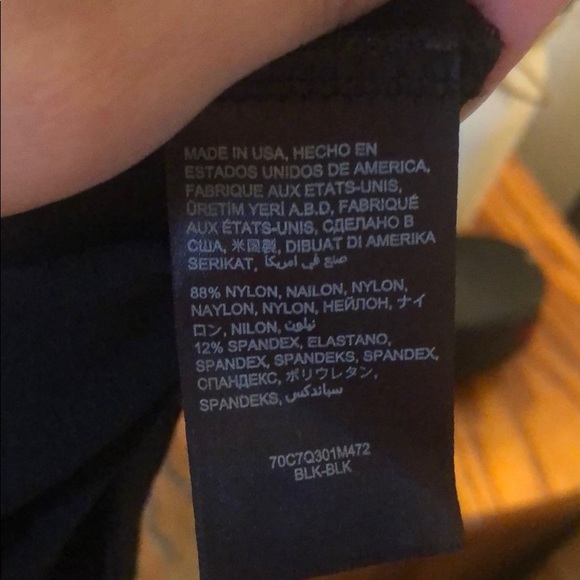 MADE IN USA, HECHO EN
ESTADOS UNIDOS DE AMERICA,
FABRIQUE AUX ETATS-UNIS,
ÜRETİM YERİ A.B.D, FABRIQUÉ
AUX ÉTATS-UNIS, СДЕЛАНО В
США, 米国製, DIBUAT DI AMERIKA
SERIKAT, صنع في امريكا
88% NYLON, NAILON, NYLON,
NAYLON, NYLON, НЕЙЛОН, ナイ
ロン, NILON, نيلون
12% SPANDEX, ELASTANO,
SPANDEX, SPANDEKS, SPANDEX,
СПАНДЕКС, ポリウレタン,
SPANDEKS, سباندكس
70C7Q301M472
BLK-BLK